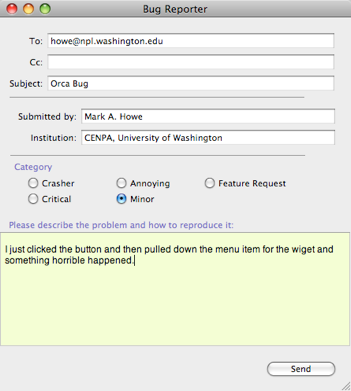 Bug Reporter
To: howe@npl.washington.edu
Cc:
Subject: Orca Bug
Submitted by: Mark A. Howe
Institution: CENPA, University of Washington
Category
Crasher Annoying Feature Request
Critical Minor
Please describe the problem and how to reproduce it:
I just clicked the button and then pulled down the menu item for the wiget and
something horrible happened.
Send